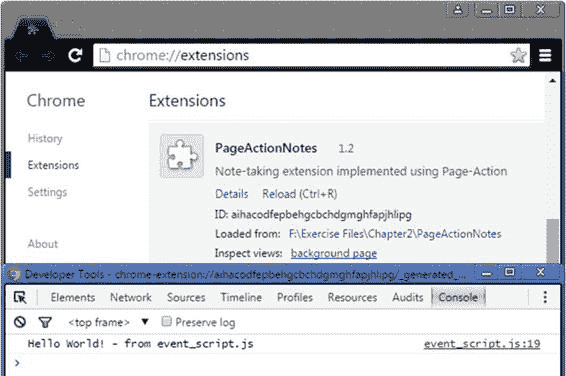 chrome://extensions
Chrome
Extensions
History
Extensions
Settings
About
PageActionNotes 1.2
Note-taking extension implemented using Page-Action
Details Reload (Ctrl+R)
ID: aihacodfepbehgcbchdgmghfapjhlipg
Loaded from: F:\Exercise Files\Chapter2\PageActionNotes
Inspect views: background page
Developer Tools - chrome-extension://aihacodfepbehgcbchdgmghfapjhlipg/_generated_...
Elements Network Sources Timeline Profiles Resources Audits Console
<top frame> ▼ Preserve log
Hello World! - from event_script.js event_script.js:19
>